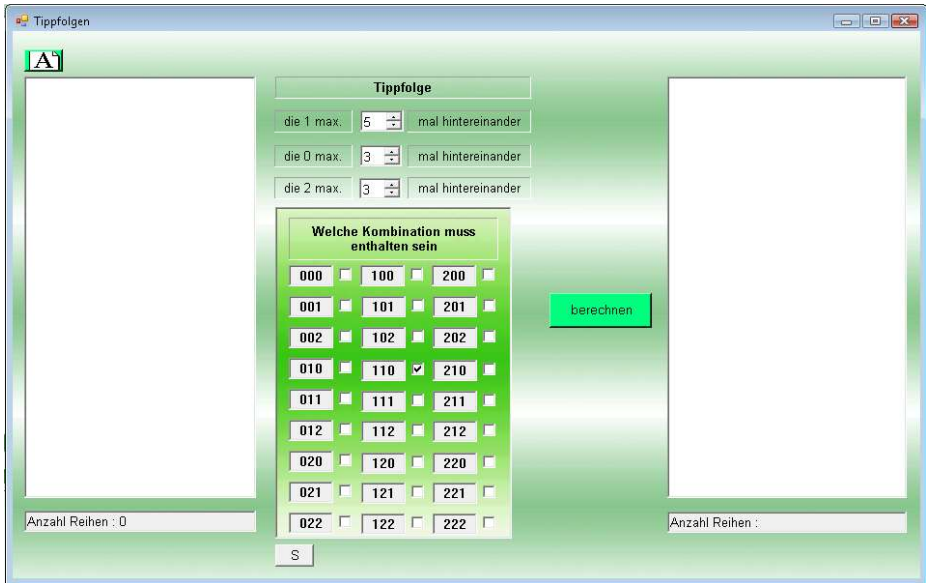 Tippfolgen
A
Tippfolge
die 1 max. 5 mal hintereinander
die 0 max. 3 mal hintereinander
die 2 max. 3 mal hintereinander
Welche Kombination muss
enthalten sein
000 100 200
001 101 201
002 102 202
010 110 210
011 111 211
012 112 212
020 120 220
021 121 221
022 122 222
berechnen
Anzahl Reihen : 0
Anzahl Reihen :
S